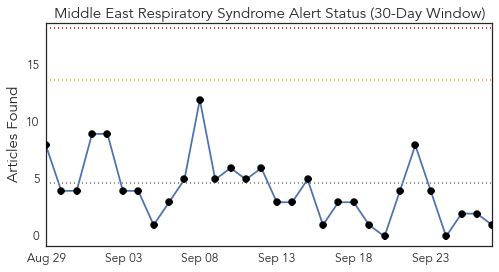 Middle East Respiratory Syndrome Alert Status (30-Day Window)
Articles Found
15
10
5
0
Aug 29 Sep 03 Sep 08 Sep 13 Sep 18 Sep 23